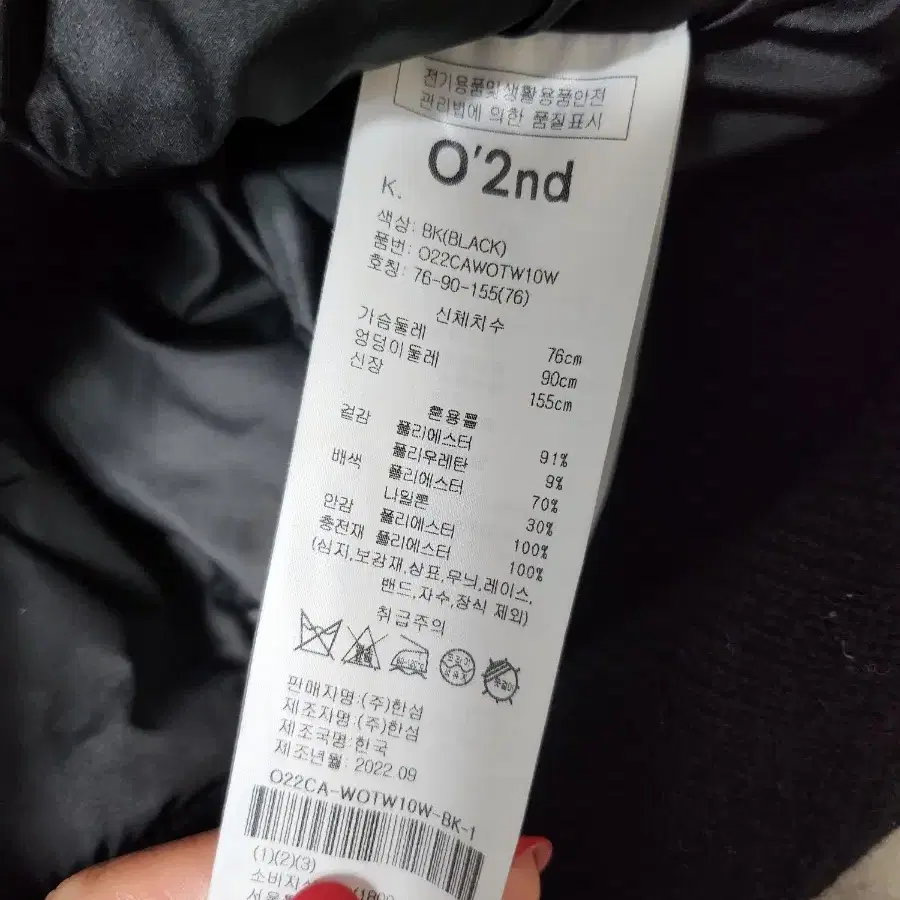 전기용품및생활용품안전
관리법에 의한 품질표시
O'2nd
K.
색상: BK(BLACK)
품번: O22CAWOTW10W
호칭: 76-90-155(76)
신체치수
가슴둘레 76cm
엉덩이둘레 90cm
신장 155cm
혼용률
겉감 폴리에스터 91%
폴리우레탄 9%
배색 폴리에스터 70%
나일론 30%
안감 폴리에스터 100%
충전재 폴리에스터 100%
(심지,보강재,상표,무늬,레이스,
밴드,자수,장식 제외)
취급주의
드라이
판매자명:(주)한섬
제조자명:(주)한섬
제조국명:한국
제조년월: 2022.09
O22CA-WOTW10W-BK-1
(1)(2)(3)